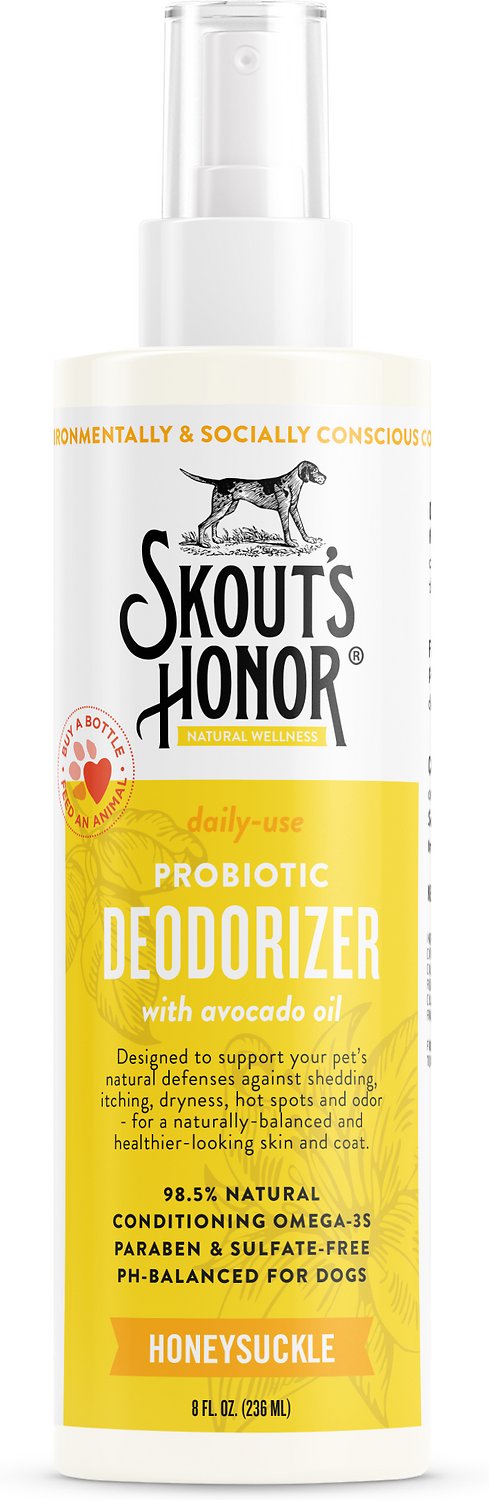 & SOCIALLY CONSCIOUS
SKOUT'S
HONOR®
NATURAL WELLNESS
BUY A BOTTLE
FEED AN ANIMAL
daily-use
PROBIOTIC
DEODORIZER
with avocado oil
Designed to support your pet's
natural defenses against shedding,
itching, dryness, hot spots and odor
- for a naturally-balanced and
healthier-looking skin and coat.
98.5% NATURAL
CONDITIONING OMEGA-3S
PARABEN & SULFATE-FREE
PH-BALANCED FOR DOGS
HONEYSUCKLE
8 FL. OZ. (236 ML)